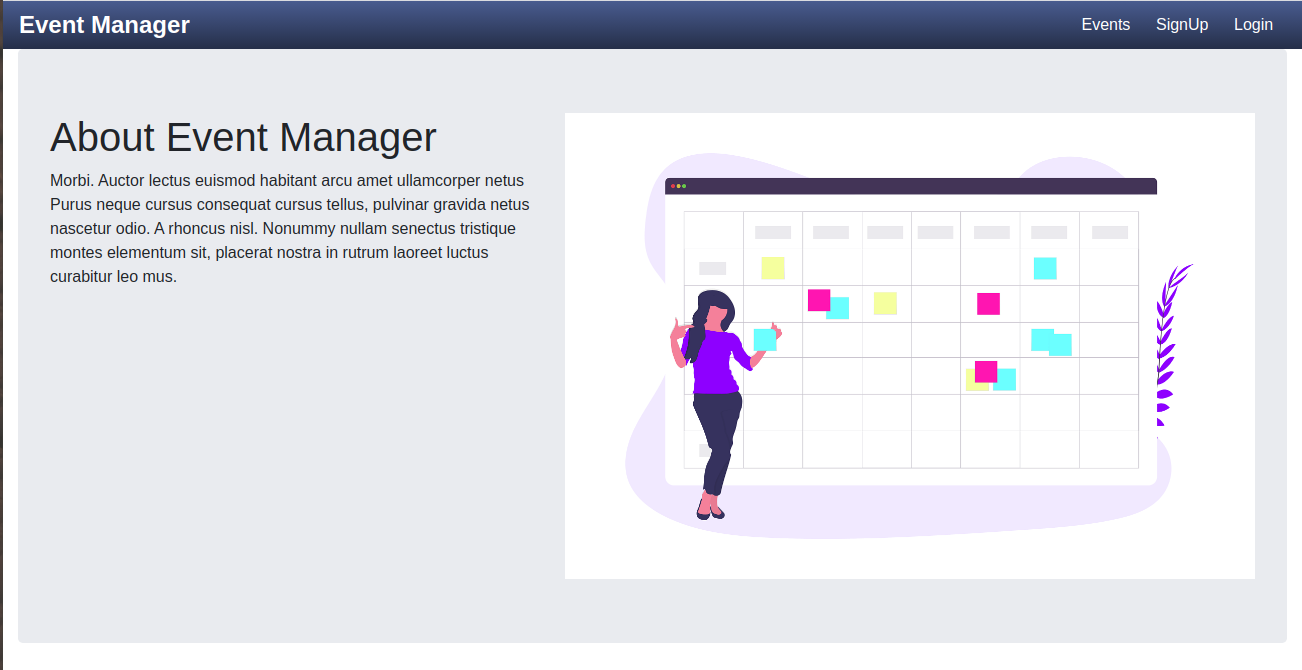 Event Manager
Events SignUp Login
About Event Manager
Morbi. Auctor lectus euismod habitant arcu amet ullamcorper netus
Purus neque cursus consequat cursus tellus, pulvinar gravida netus
nascetur odio. A rhoncus nisl. Nonummy nullam senectus tristique
montes elementum sit, placerat nostra in rutrum laoreet luctus
curabitur leo mus.